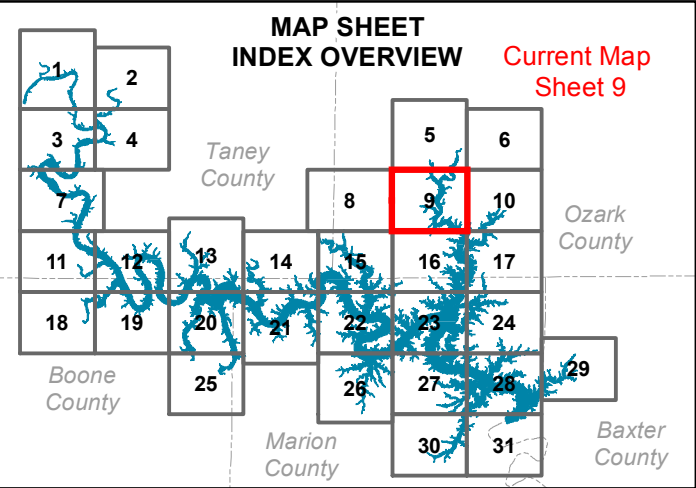 MAP SHEET
INDEX OVERVIEW
Current Map
Sheet 9
1
2
3
4
5
6
Taney
County
7
8
9
10
Ozark
County
11
12
13
14
15
16
17
18
19
20
21
22
23
24
Boone
County
25
26
27
28
29
Marion
County
30
31
Baxter
County